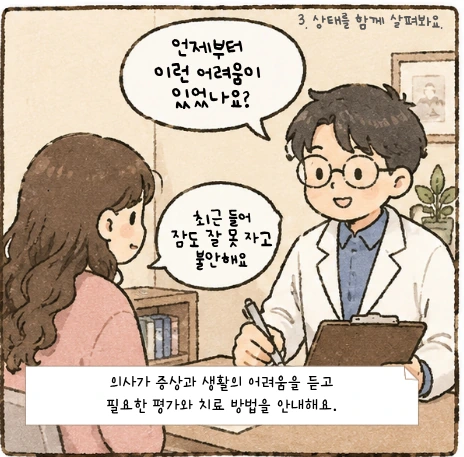 3. 상태를 함께 살펴봐요.
언제부터
이런 어려움이
있었나요?
최근 들어
잠도 잘 못 자고
불안해요
의사가 증상과 생활의 어려움을 듣고
필요한 평가와 치료 방법을 안내해요.